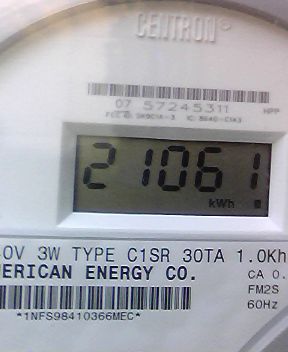 CENTRON®
07 57245311 HPP
21061
kWh
0V 3W TYPE C1SR 30TA 1.0Kh
ERICAN ENERGY CO. CA 0.
FM2S
60Hz
*1NFS98410366MEC*